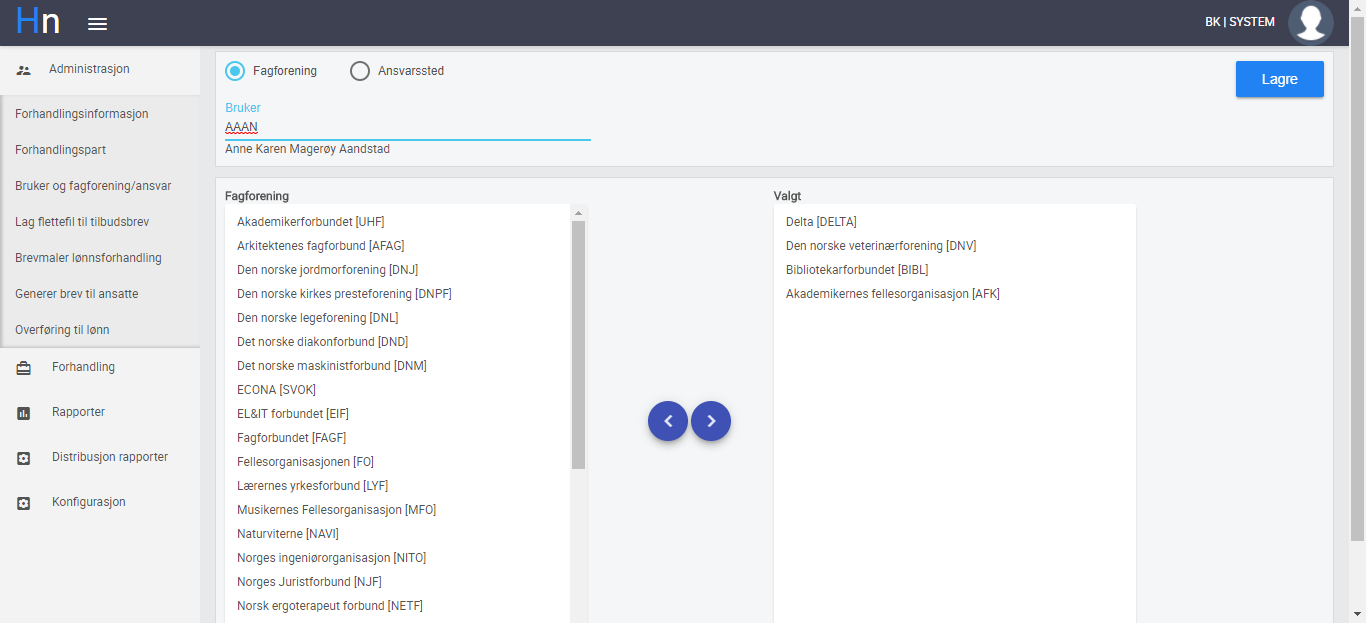 Hn
BK | SYSTEM
Administrasjon
Forhandlingsinformasjon
Forhandlingspart
Bruker og fagforening/ansvar
Lag flettefil til tilbudsbrev
Brevmaler lønnsforhandling
Generer brev til ansatte
Overføring til lønn
Forhandling
Rapporter
Distribusjon rapporter
Konfigurasjon
Fagforening Ansvarssted
Lagre
Bruker
AAAN
Anne Karen Magerøy Aandstad
Fagforening
Akademikerforbundet [UHF]
Arkitektenes fagforbund [AFAG]
Den norske jordmorforening [DNJ]
Den norske kirkes presteforening [DNPF]
Den norske legeforening [DNL]
Det norske diakonforbund [DND]
Det norske maskinistforbund [DNM]
ECONA [SVOK]
EL&IT forbundet [EIF]
Fagforbundet [FAGF]
Fellesorganisasjonen [FO]
Lærernes yrkesforbund [LYF]
Musikernes Fellesorganisasjon [MFO]
Naturviterne [NAVI]
Norges ingeniørorganisasjon [NITO]
Norges Juristforbund [NJF]
Norsk ergoterapeut forbund [NETF]
Valgt
Delta [DELTA]
Den norske veterinærforening [DNV]
Bibliotekarforbundet [BIBL]
Akademikernes fellesorganisasjon [AFK]